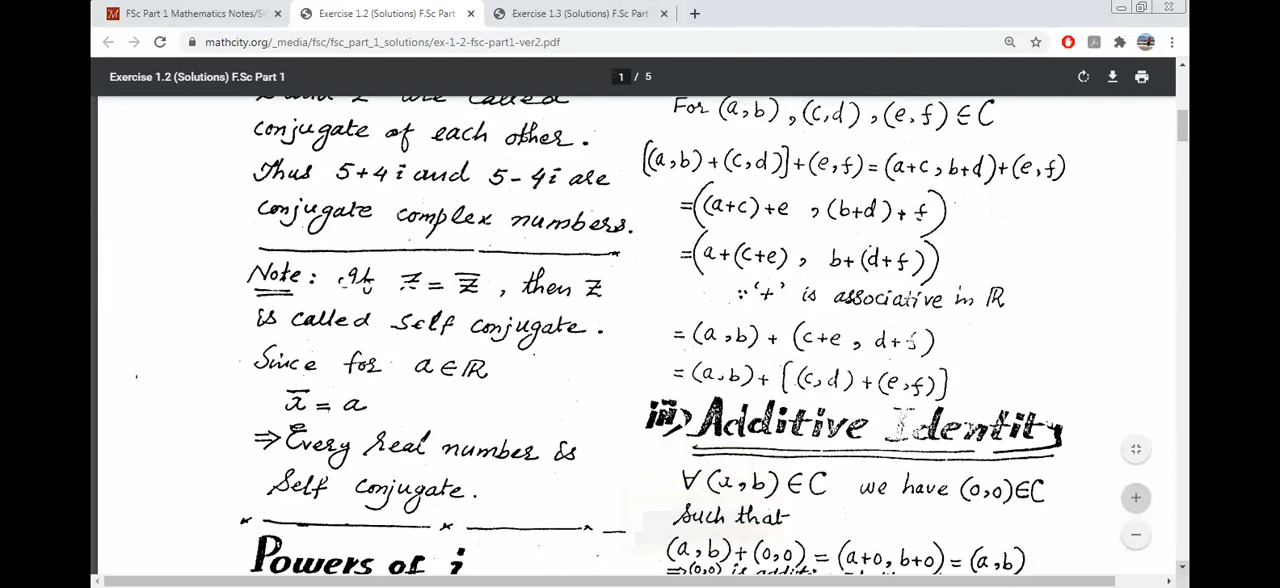 FSc Part 1 Mathematics Notes/So
Exercise 1.2 (Solutions) F.Sc Part
Exercise 1.3 (Solutions) F.Sc Part
mathcity.org/_media/fsc/fsc_part_1_solutions/ex-1-2-fsc-part1-ver2.pdf
Exercise 1.2 (Solutions) F.Sc Part 1
1 / 5
are called
conjugate of each other.
Thus 5+4i and 5-4i are
conjugate complex numbers.
Note: If z = z̅, then z
is called self conjugate.
Since for a ∈ ℝ
a̅ = a
⇒ Every real number is
Self conjugate.
Powers of i
For (a,b), (c,d), (e,f) ∈ C
[(a,b)+(c,d)]+(e,f)=(a+c, b+d)+(e,f)
=((a+c)+e , (b+d)+f)
=(a+(c+e), b+(d+f))
∵ '+' is associative in ℝ
= (a,b) + (c+e, d+f)
= (a,b) + [(c,d) + (e,f)]
iii) Additive Identity
∀ (a,b) ∈ C we have (0,0) ∈ C
Such that
(a,b)+(0,0) = (a+0, b+0) = (a,b)